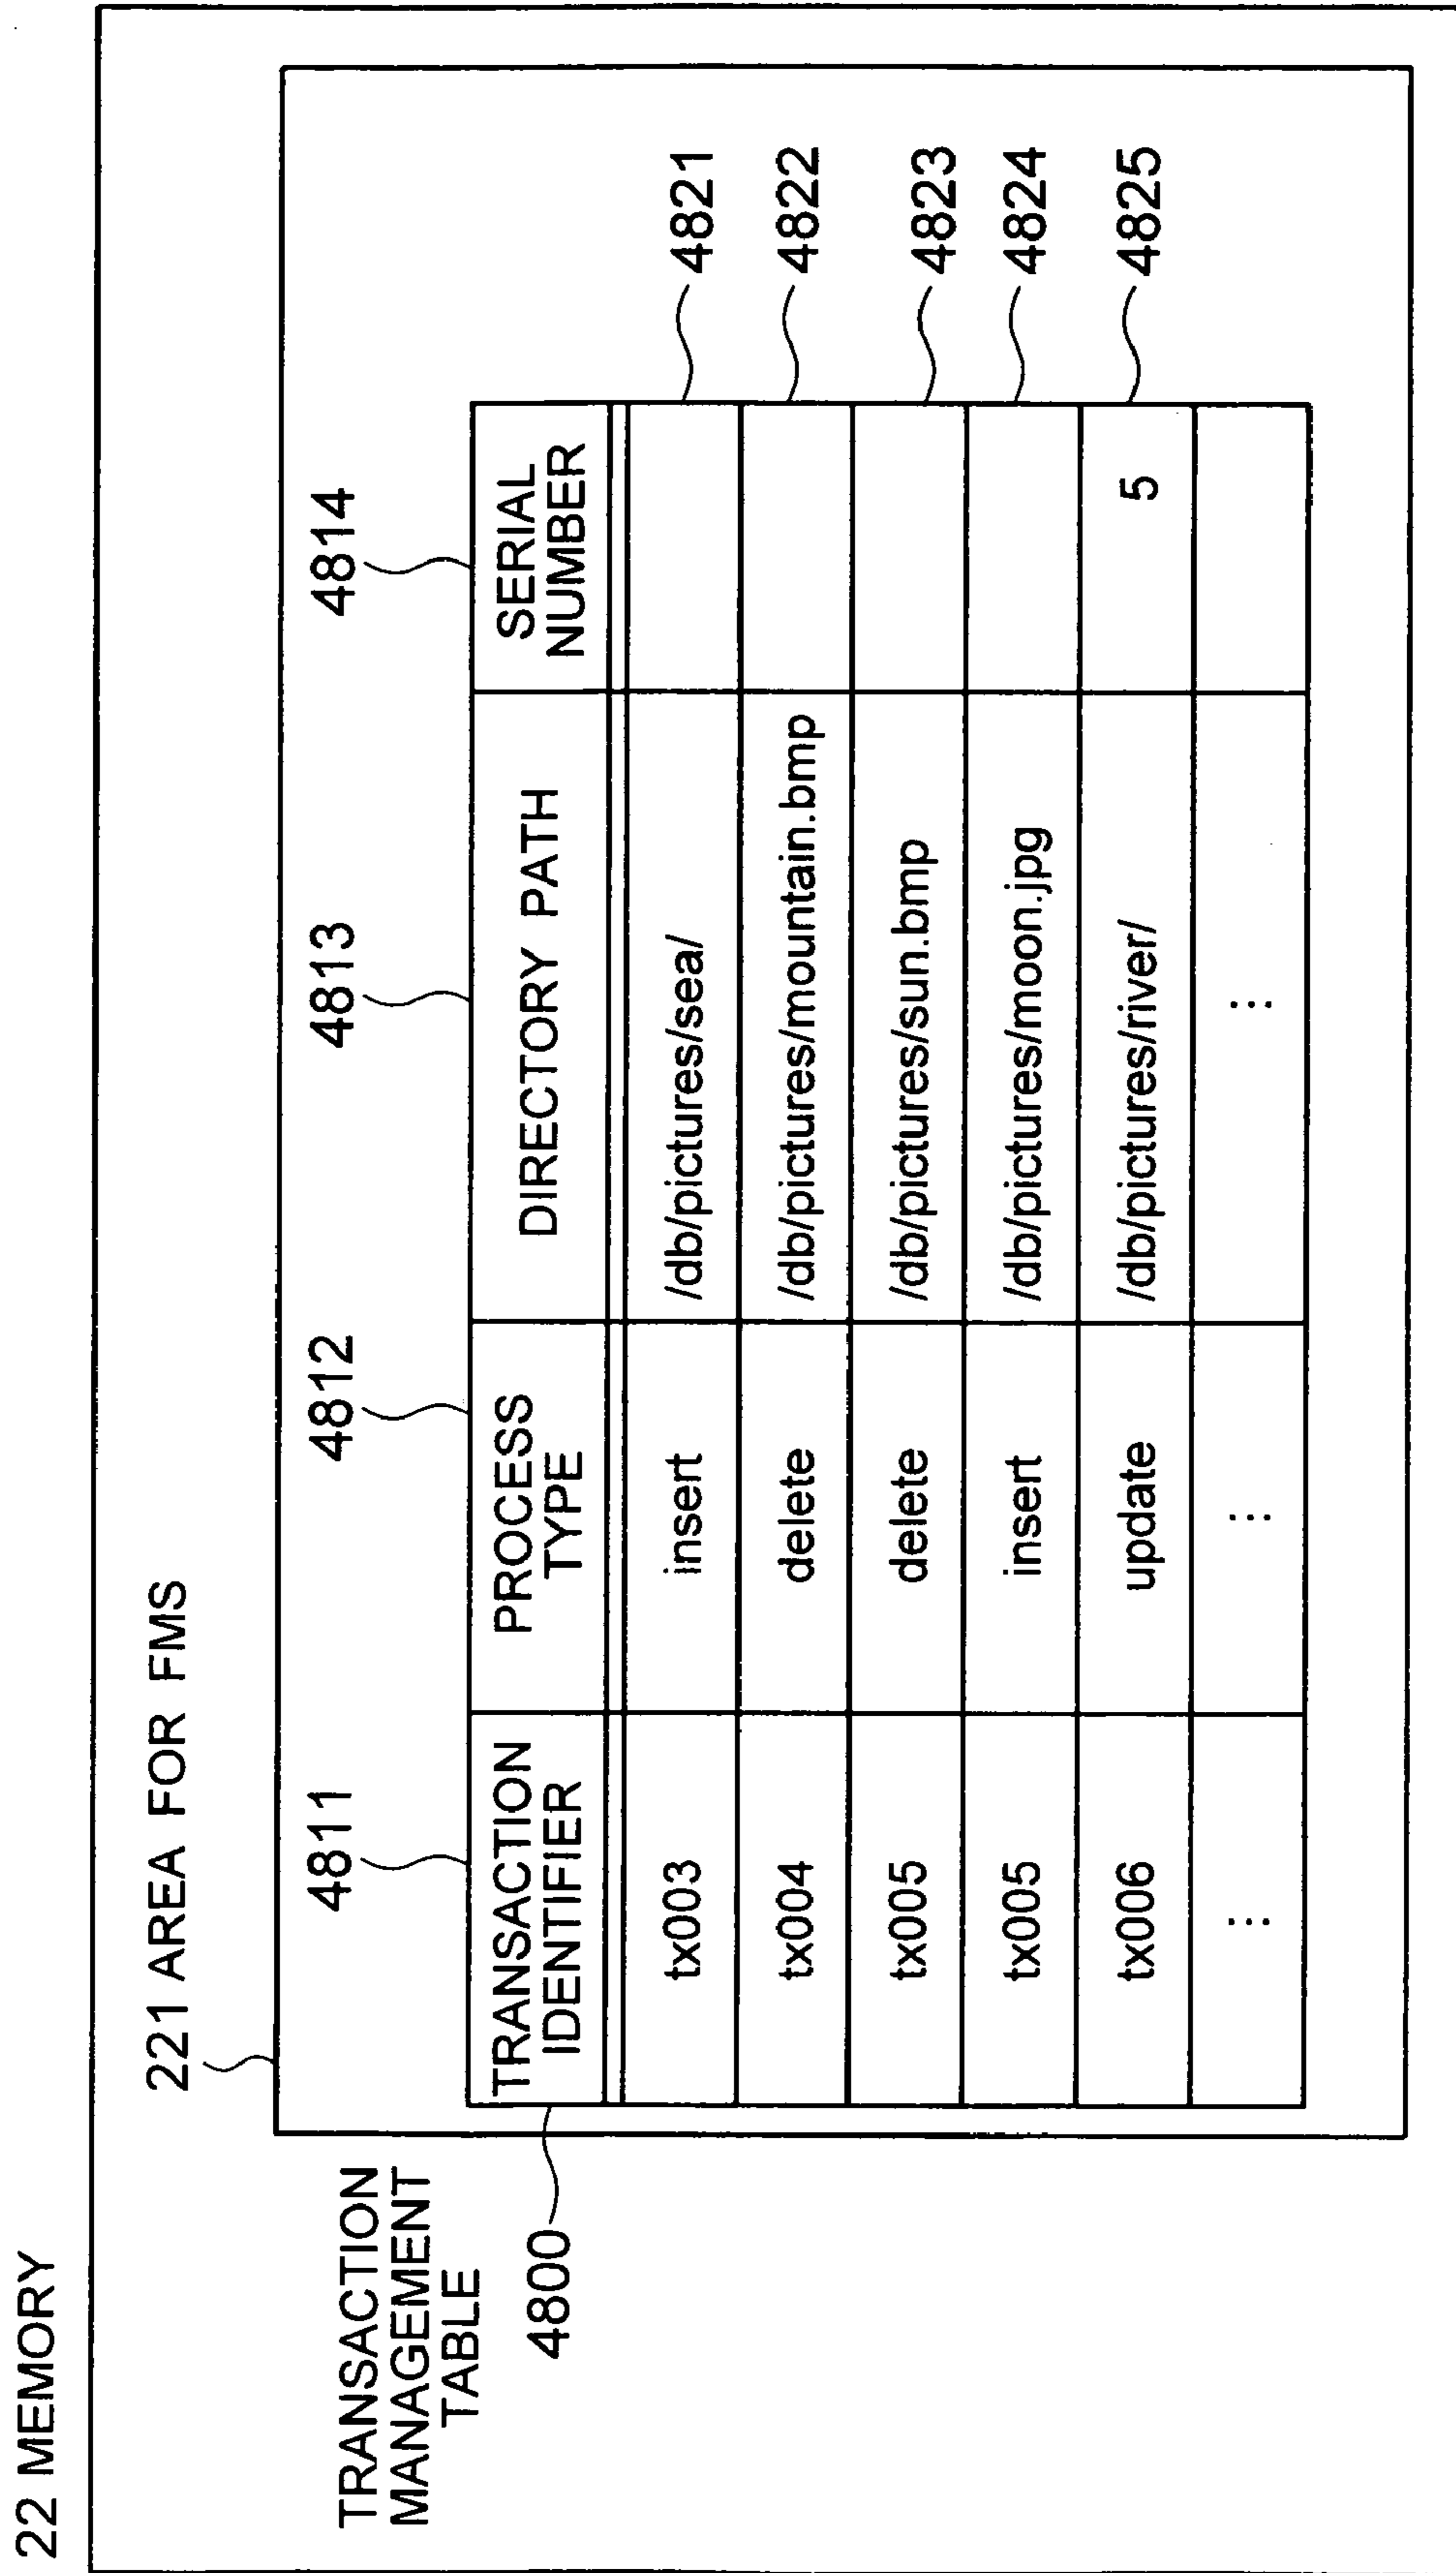 22 MEMORY
221 AREA FOR FMS
TRANSACTION
MANAGEMENT
TABLE
4800
4811
4812
4813
4814
TRANSACTION
IDENTIFIER
PROCESS
TYPE
DIRECTORY PATH
SERIAL
NUMBER
tx003 insert /db/pictures/sea/ 4821
tx004 delete /db/pictures/mountain.bmp 4822
tx005 delete /db/pictures/sun.bmp 4823
tx005 insert /db/pictures/moon.jpg 4824
tx006 update /db/pictures/river/ 5 4825
... ... ...